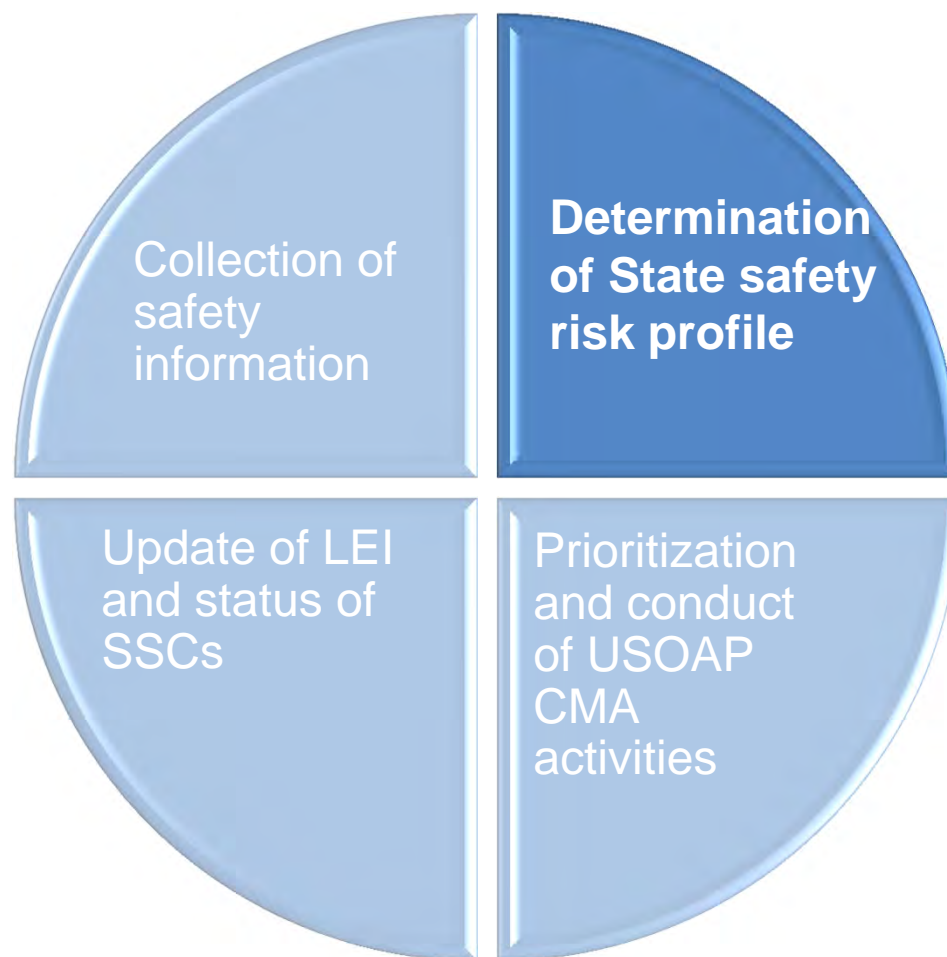 Collection of
safety
information
Determination
of State safety
risk profile
Update of LEI
and status of
SSCs
Prioritization
and conduct
of USOAP
CMA
activities